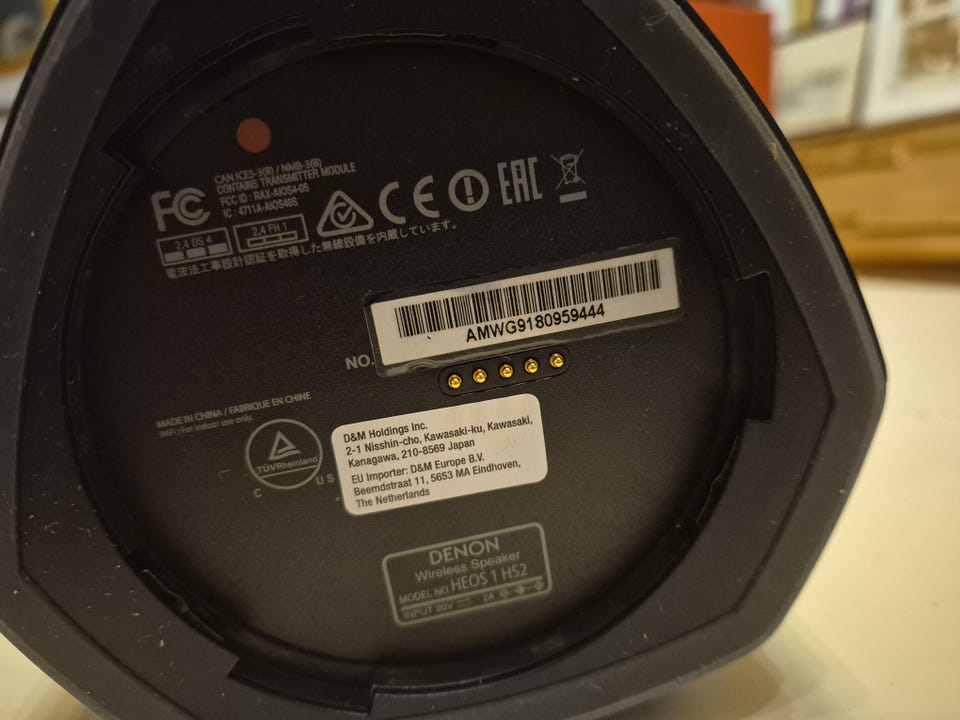 CAN ICES-3(B) / NMB-3(B)
CONTAINS TRANSMITTER MODULE
FCC ID : RAX-AIOS4-0S
IC : 4711A-AIOS40S
FC
CE
EAC
2.4 DS 4
2.4 FH 1
電波法工事設計認証を取得した無線設備を内蔵しています。
AMWG9180959444
NO.
MADE IN CHINA / FABRIQUE EN CHINE
WiFi : For indoor use only.
TÜVRheinland
C US
D&M Holdings Inc.
2-1 Nisshin-cho, Kawasaki-ku, Kawasaki,
Kanagawa, 210-8569 Japan
EU Importer: D&M Europe B.V.
Beemdstraat 11, 5653 MA Eindhoven,
The Netherlands
DENON
Wireless Speaker
MODEL NO. HEOS 1 HS2
INPUT 20V ⎓ 2A